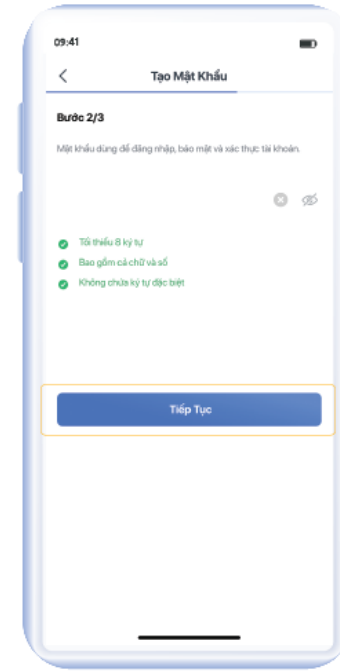 09:41
Tạo Mật Khẩu
Bước 2/3
Mật khẩu dùng để đăng nhập, bảo mật và xác thực tài khoản.
Tối thiểu 8 ký tự
Bao gồm cả chữ và số
Không chứa ký tự đặc biệt
Tiếp Tục